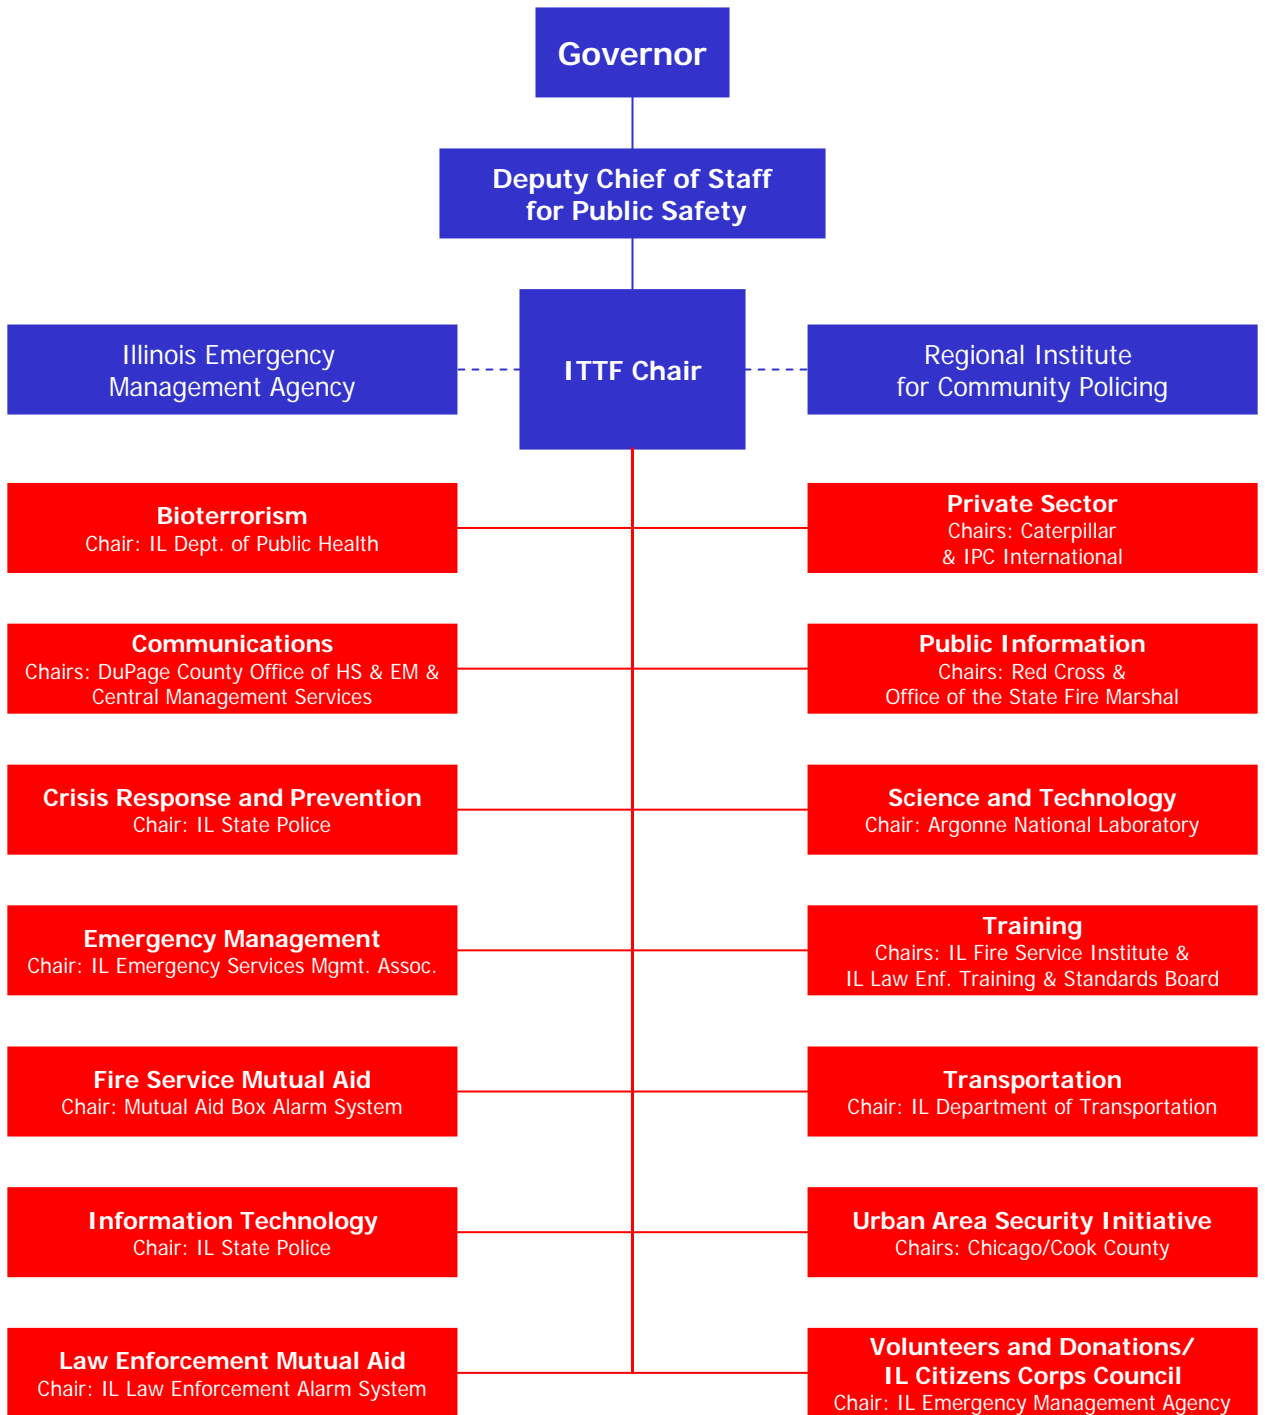 Governor
Deputy Chief of Staff
for Public Safety
Illinois Emergency
Management Agency
ITTF Chair
Regional Institute
for Community Policing
Bioterrorism
Chair: IL Dept. of Public Health
Private Sector
Chairs: Caterpillar
& IPC International
Communications
Chairs: DuPage County Office of HS & EM &
Central Management Services
Public Information
Chairs: Red Cross &
Office of the State Fire Marshal
Crisis Response and Prevention
Chair: IL State Police
Science and Technology
Chair: Argonne National Laboratory
Emergency Management
Chair: IL Emergency Services Mgmt. Assoc.
Training
Chairs: IL Fire Service Institute &
IL Law Enf. Training & Standards Board
Fire Service Mutual Aid
Chair: Mutual Aid Box Alarm System
Transportation
Chair: IL Department of Transportation
Information Technology
Chair: IL State Police
Urban Area Security Initiative
Chairs: Chicago/Cook County
Law Enforcement Mutual Aid
Chair: IL Law Enforcement Alarm System
Volunteers and Donations/
IL Citizens Corps Council
Chair: IL Emergency Management Agency